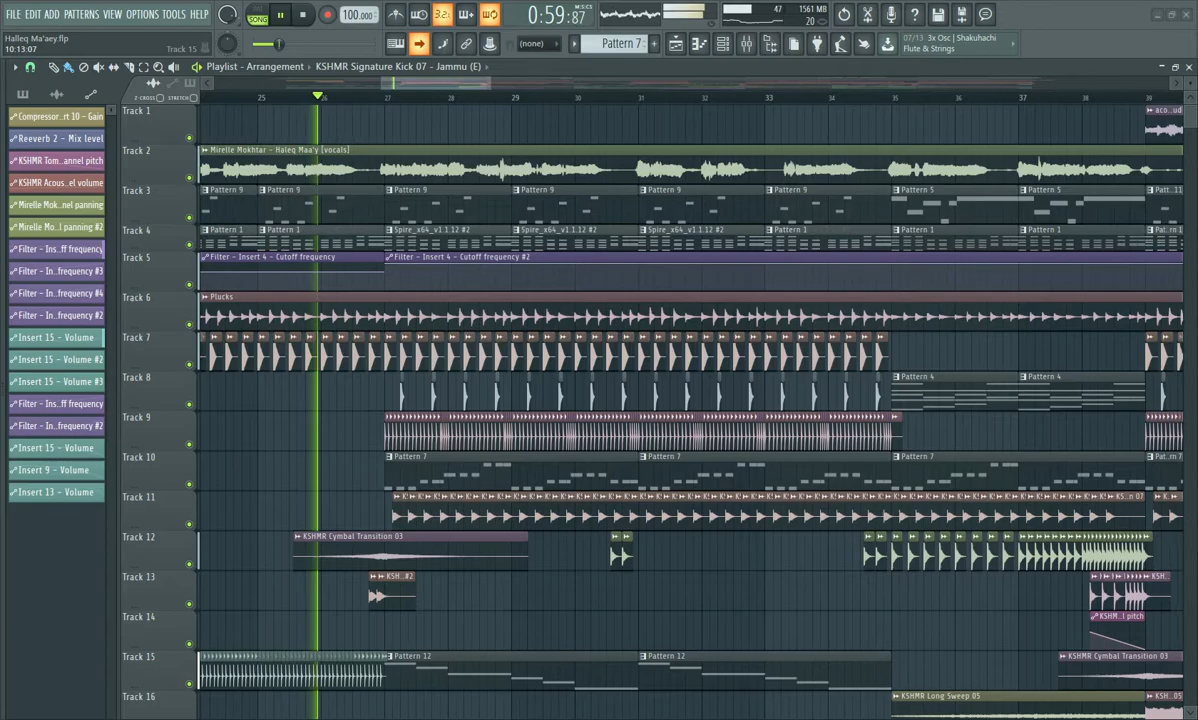 FILE EDIT ADD PATTERNS VIEW OPTIONS TOOLS HELP
SONG
3.2:
100.000
0:59:87
47
1561 MB
20
Halleq Ma'aey.flp
10:13:07
Track 15
(none)
Pattern 7
07/13 3x Osc | Shakuhachi
Flute & Strings
Playlist - Arrangement ▸ KSHMR Signature Kick 07 - Jammu (E) ▸
Z-CROSS STRETCH
25 26 27 28 29 30 31 32 33 34 35 36 37 38 39
Compressor..rt 10 - Gain
Reeverb 2 - Mix level
KSHMR Tom..annel pitch
KSHMR Acous..el volume
Mirelle Mok..nel panning
Mirelle Mo..l panning #2
Filter - Ins..ff frequency
Filter - In..frequency #3
Filter - In..frequency #4
Filter - In..frequency #2
Insert 15 - Volume
Insert 15 - Volume #2
Insert 15 - Volume #3
Filter - Ins..ff frequency
Filter - In..frequency #2
Insert 15 - Volume
Insert 9 - Volume
Insert 13 - Volume
Track 1
aco..ud
Track 2
Mirelle Mokhtar - Haleq Maa'y [vocals]
Track 3
Pattern 9 Pattern 9 Pattern 9 Pattern 9 Pattern 9 Pattern 9 Pattern 5 Pattern 5 Patt..11
Track 4
Pattern 1 Pattern 1 Spire_x64_v1.1.12 #2 Spire_x64_v1.1.12 #2 Spire_x64_v1.1.12 #2 Pattern 1 Pattern 1 Pattern 1 Pat..rn 1
Track 5
Filter - Insert 4 - Cutoff frequency Filter - Insert 4 - Cutoff frequency #2
Track 6
Plucks
Track 7
Track 8
Pattern 4 Pattern 4
Track 9
Track 10
Pattern 7 Pattern 7 Pattern 7 Pat..rn 7
Track 11
KS..n 07
Track 12
KSHMR Cymbal Transition 03
Track 13
KSH..#2
KSH..
Track 14
KSHM..l pitch
Track 15
Pattern 12 Pattern 12 KSHMR Cymbal Transition 03
Track 16
KSHMR Long Sweep 05 KSH..05